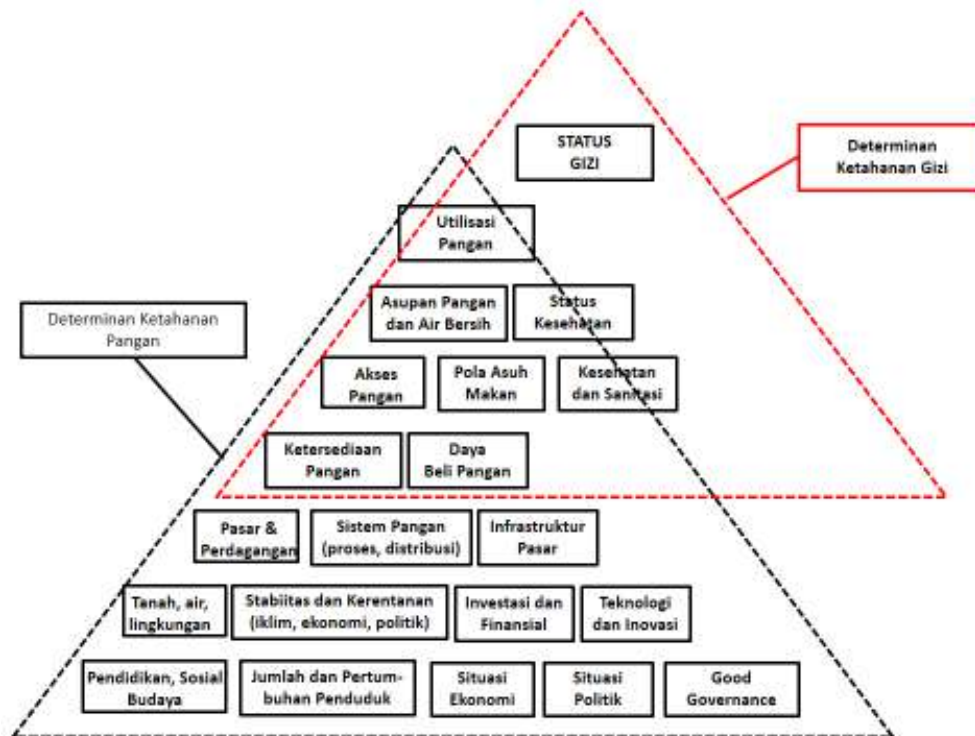 STATUS
GIZI
Determinan
Ketahanan Gizi
Utilisasi
Pangan
Determinan Ketahanan
Pangan
Asupan Pangan
dan Air Bersih
Status
Kesehatan
Akses
Pangan
Pola Asuh
Makan
Kesehatan
dan Sanitasi
Ketersediaan
Pangan
Daya
Beli Pangan
Pasar &
Perdagangan
Sistem Pangan
(proses, distribusi)
Infrastruktur
Pasar
Tanah, air,
lingkungan
Stabiitas dan Kerentanan
(iklim, ekonomi, politik)
Investasi dan
Finansial
Teknologi
dan Inovasi
Pendidikan, Sosial
Budaya
Jumlah dan Pertum-
buhan Penduduk
Situasi
Ekonomi
Situasi
Politik
Good
Governance